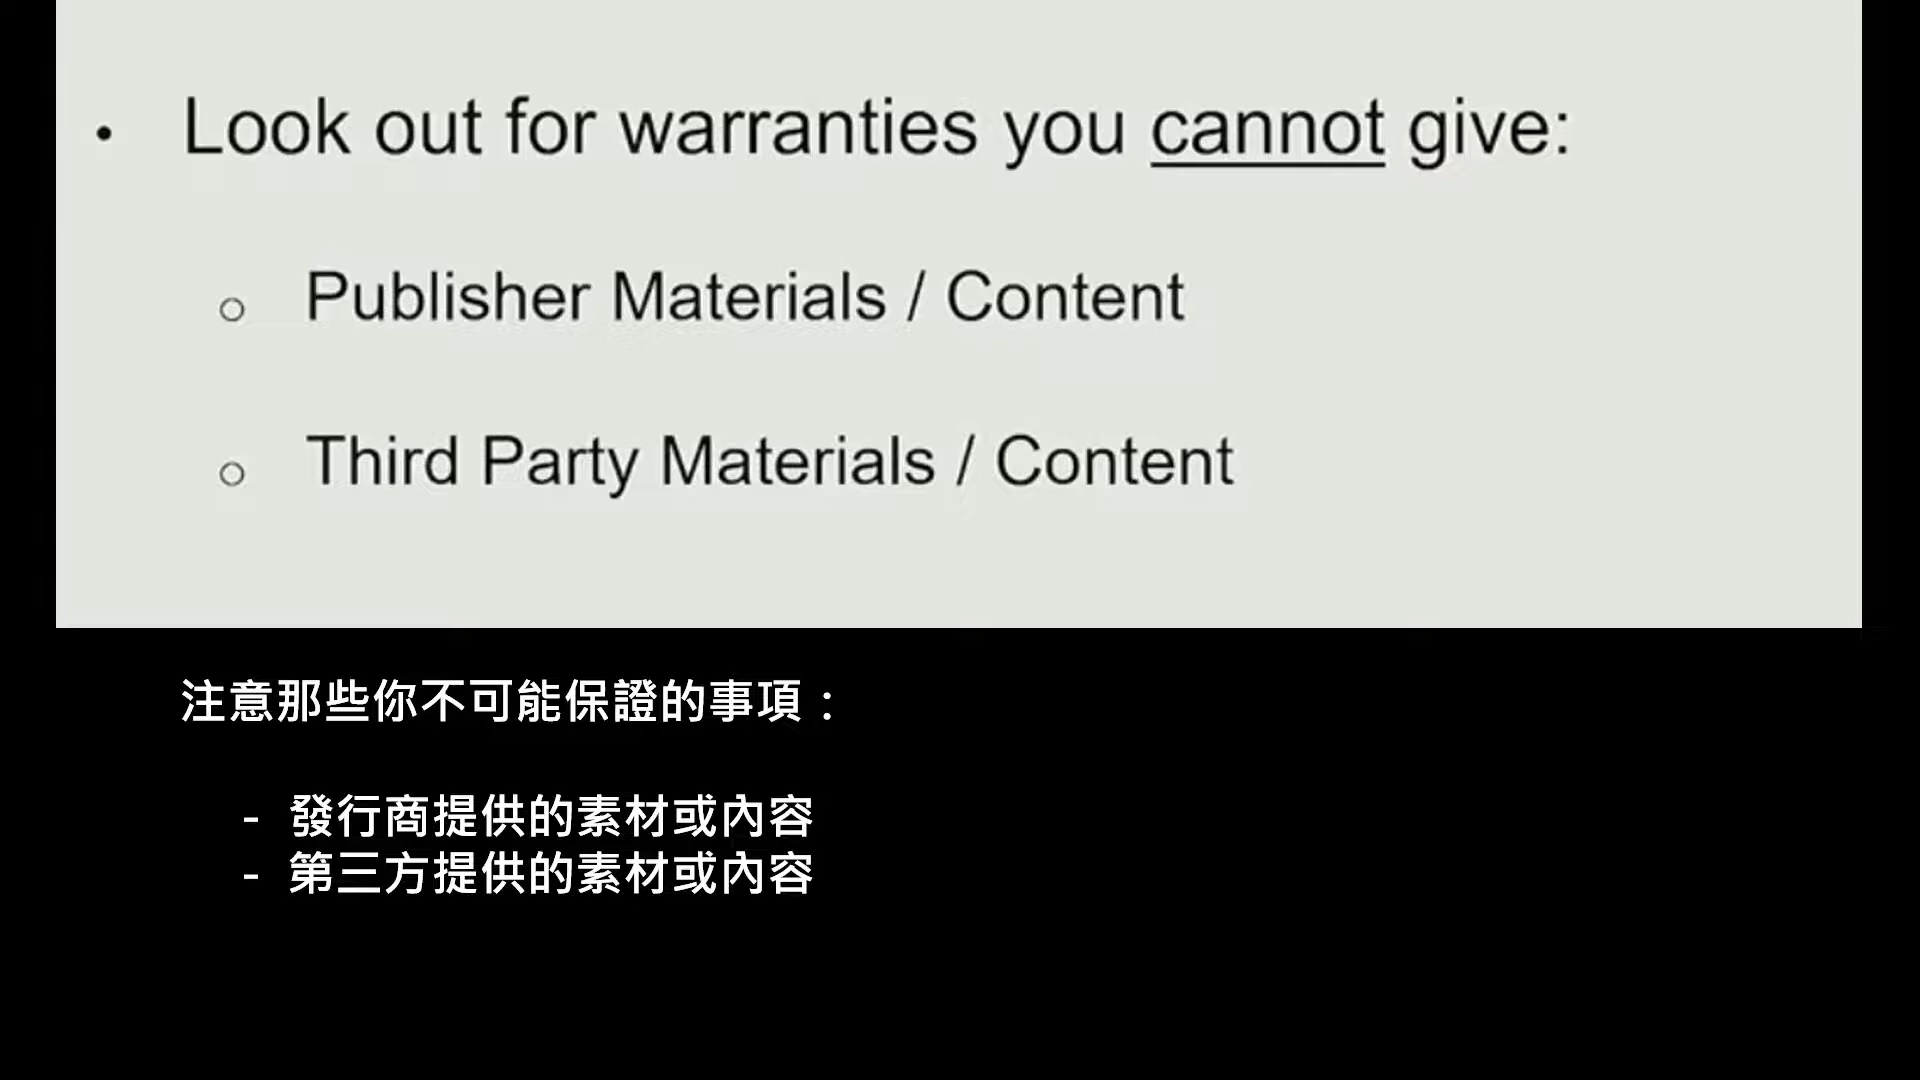 • Look out for warranties you cannot give:
○ Publisher Materials / Content
○ Third Party Materials / Content
注意那些你不可能保證的事項：
- 發行商提供的素材或內容
- 第三方提供的素材或內容